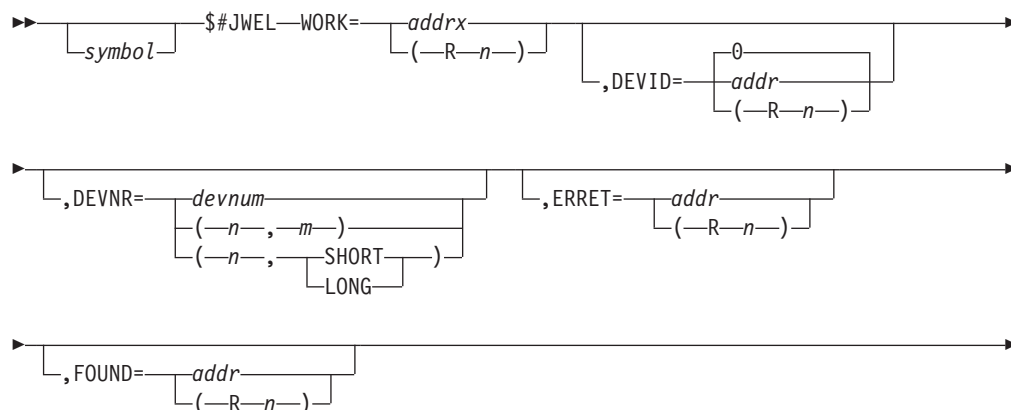 $#JWEL WORK= addrx
symbol (R n) 0
,DEVID= addr
(R n)
,DEVNR= devnum ,ERRET= addr
(n , m) (R n)
(n , SHORT )
LONG
,FOUND= addr
(R n)